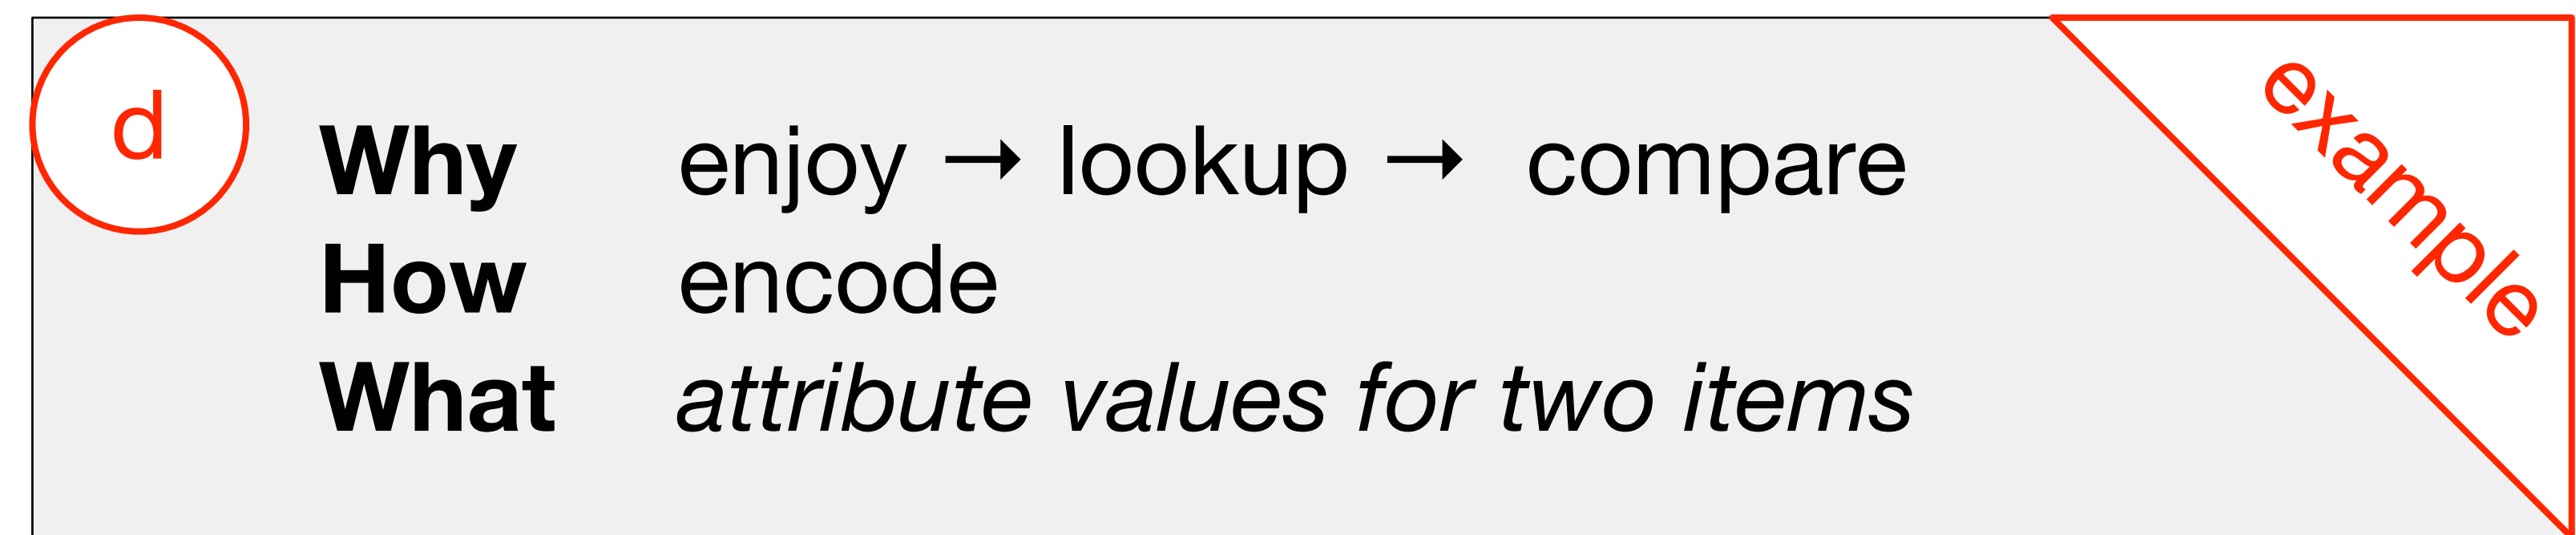 d
example
Why enjoy → lookup → compare
How encode
What attribute values for two items